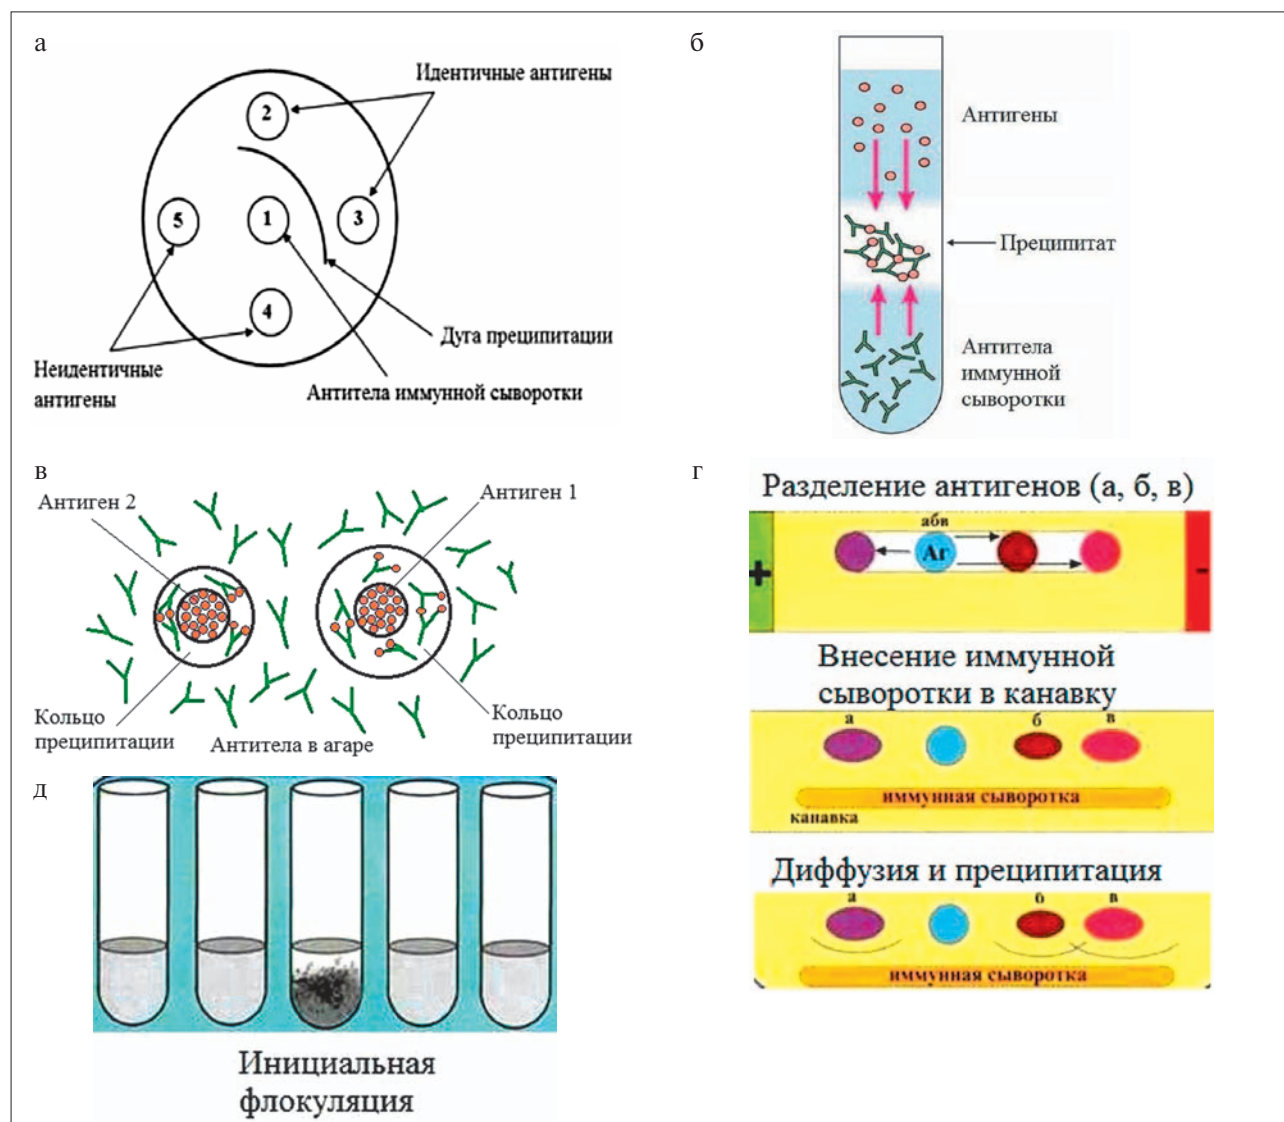 а
Идентичные антигены
2
5
1
3
4
Дуга преципитации
Неидентичные
антигены
Антитела иммунной сыворотки
б
Антигены
Преципитат
Антитела
иммунной
сыворотки
в
Антиген 2
Антиген 1
Кольцо
преципитации
Антитела в агаре
Кольцо
преципитации
г
Разделение антигенов (а, б, в)
абв
+
Аг
-
Внесение иммунной
сыворотки в канавку
а
б
в
иммунная сыворотка
канавка
Диффузия и преципитация
а
б
в
иммунная сыворотка
д
Инициальная
флокуляция